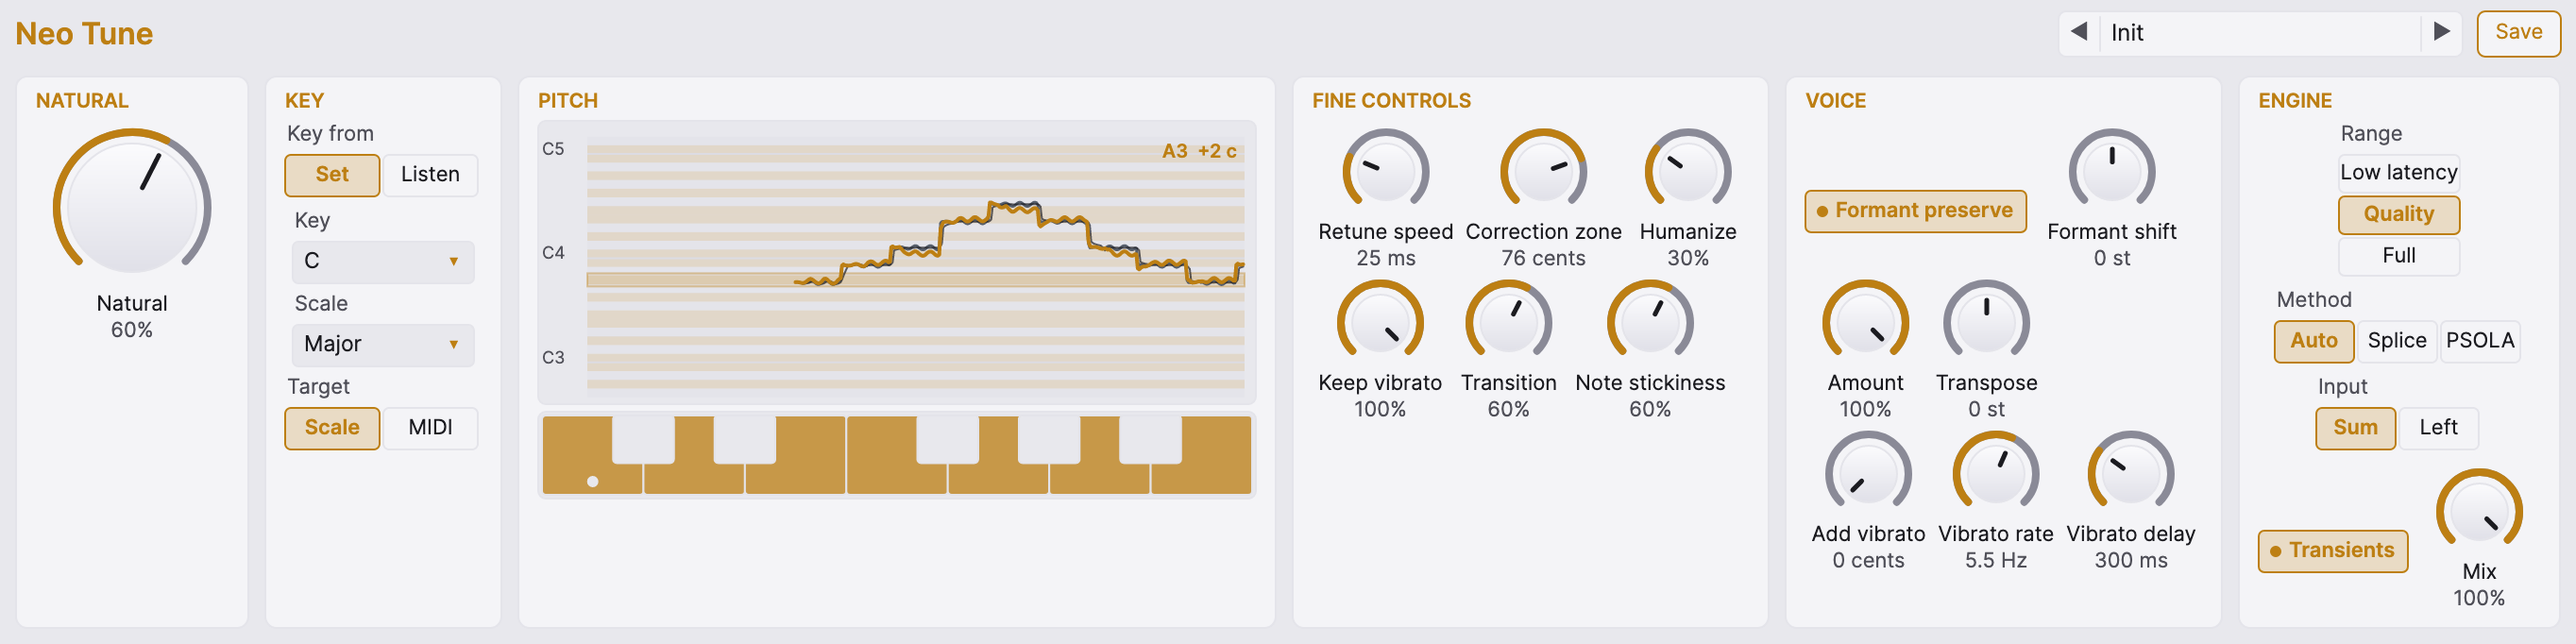 Neo Tune
Init
Save
NATURAL
Natural
60%
KEY
Key from
Set
Listen
Key
C
Scale
Major
Target
Scale
MIDI
PITCH
C5
A3 +2 c
C4
C3
FINE CONTROLS
Retune speed
25 ms
Correction zone
76 cents
Humanize
30%
Keep vibrato
100%
Transition
60%
Note stickiness
60%
VOICE
Formant preserve
Formant shift
0 st
Amount
100%
Transpose
0 st
Add vibrato
0 cents
Vibrato rate
5.5 Hz
Vibrato delay
300 ms
ENGINE
Range
Low latency
Quality
Full
Method
Auto
Splice
PSOLA
Input
Sum
Left
Transients
Mix
100%